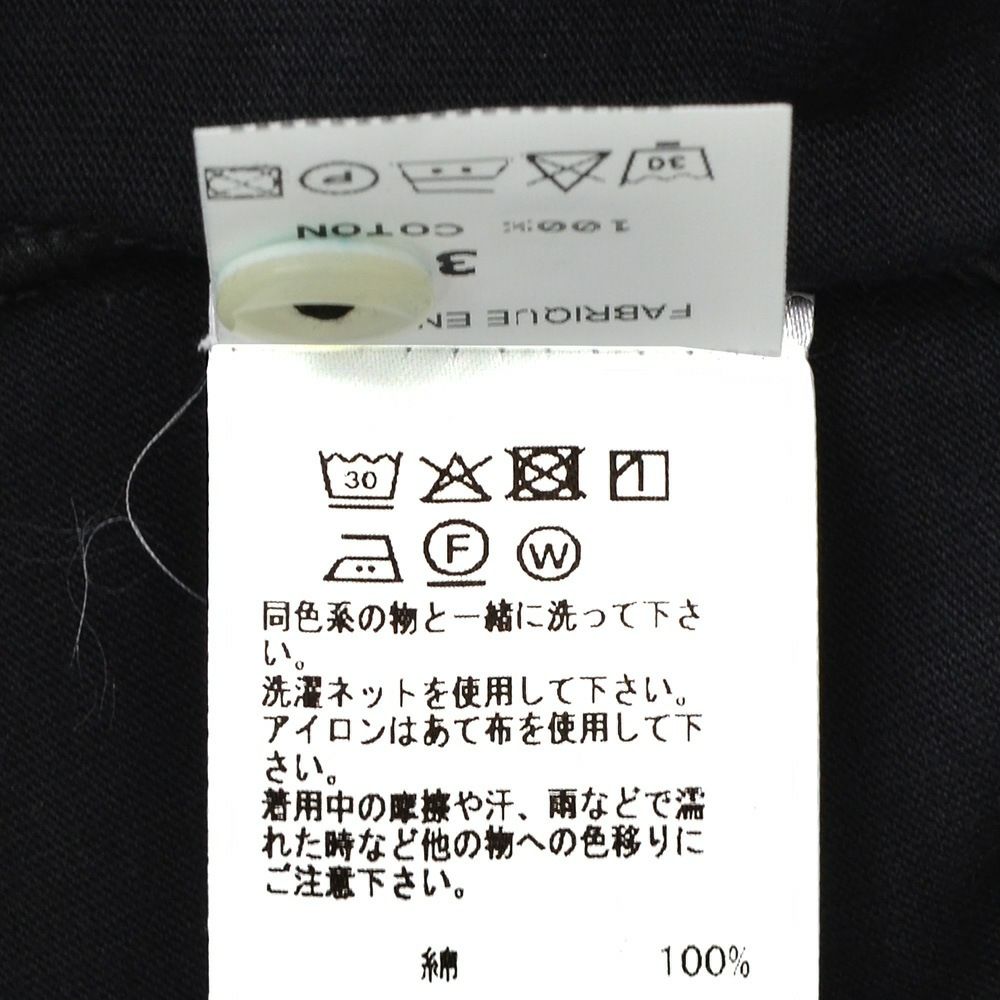 30
P
100% COTON
3
FABRIQUE EN
30
F
W
同色系の物と一緒に洗って下さ
い。
洗濯ネットを使用して下さい。
アイロンはあて布を使用して下
さい。
着用中の摩擦や汗、雨などで濡
れた時など他の物への色移りに
ご注意下さい。
綿 100%